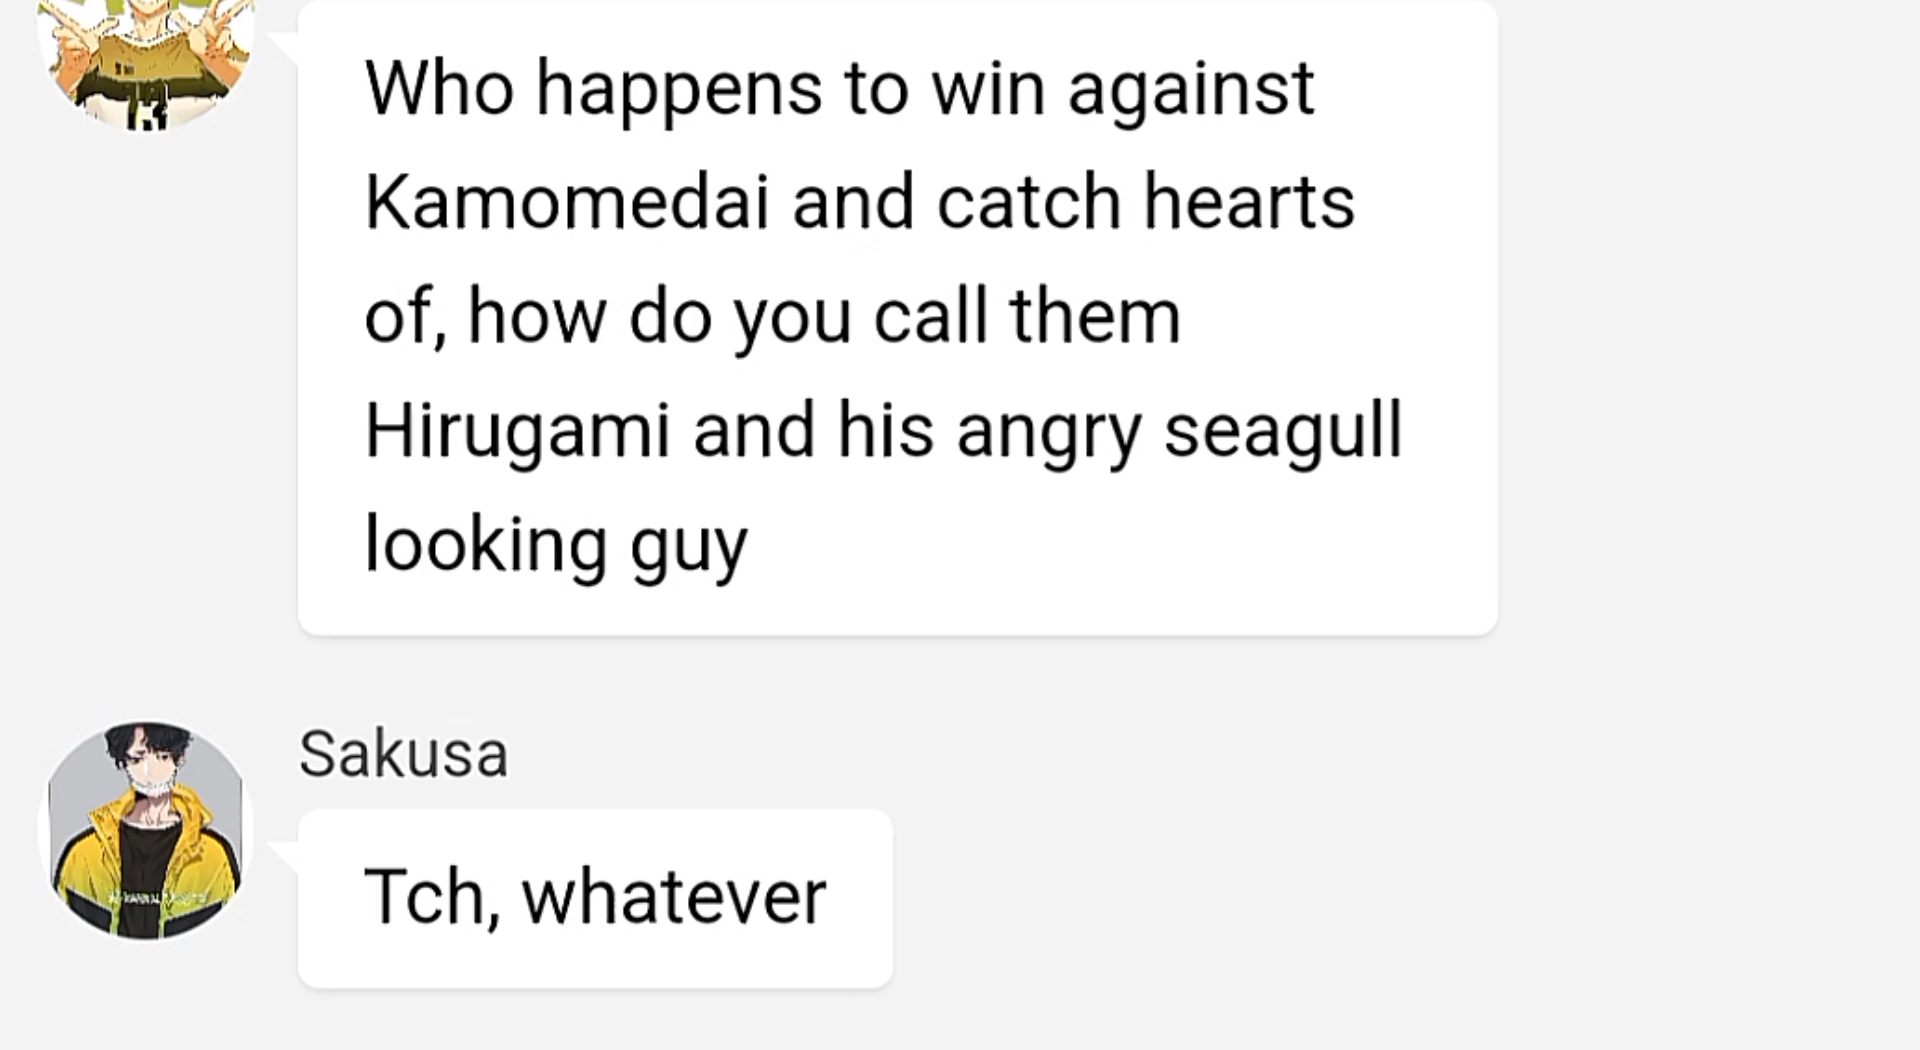 Who happens to win against
Kamomedai and catch hearts
of, how do you call them
Hirugami and his angry seagull
looking guy
Sakusa
Tch, whatever